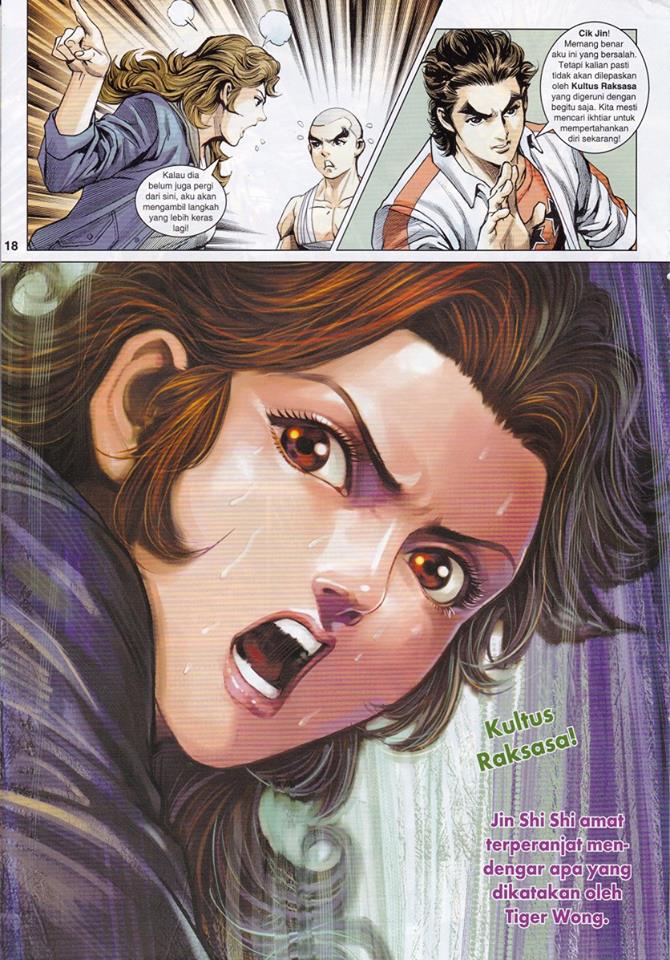 Kalau dia
belum juga pergi
dari sini, aku akan
mengambil langkah
yang lebih keras
lagi!
Cik Jin!
Memang benar
aku ini yang bersalah.
Tetapi kalian pasti
tidak akan dilepaskan
oleh Kultus Raksasa
yang digeruni dengan
begitu saja. Kita mesti
mencari ikhtiar untuk
mempertahankan
diri sekarang!
18
Kultus
Raksasa!
Jin Shi Shi amat
terperanjat men-
dengar apa yang
dikatakan oleh
Tiger Wong.